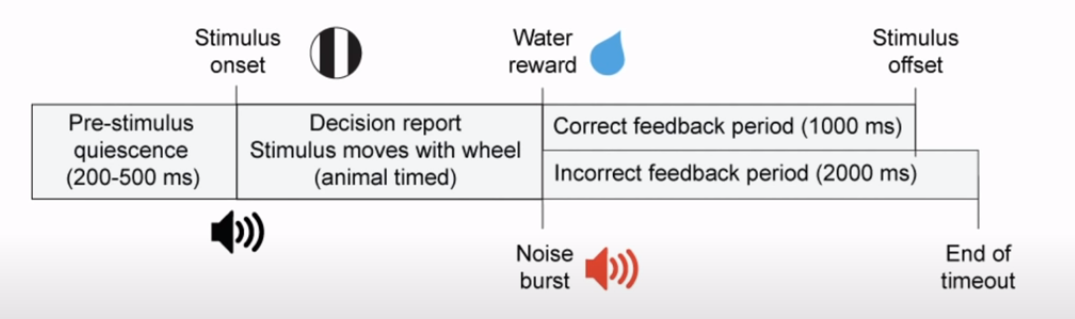 Stimulus
onset
Water
reward
Stimulus
offset
Pre-stimulus
quiescence
(200-500 ms)
Decision report
Stimulus moves with wheel
(animal timed)
Correct feedback period (1000 ms)
Incorrect feedback period (2000 ms)
Noise
burst
End of
timeout